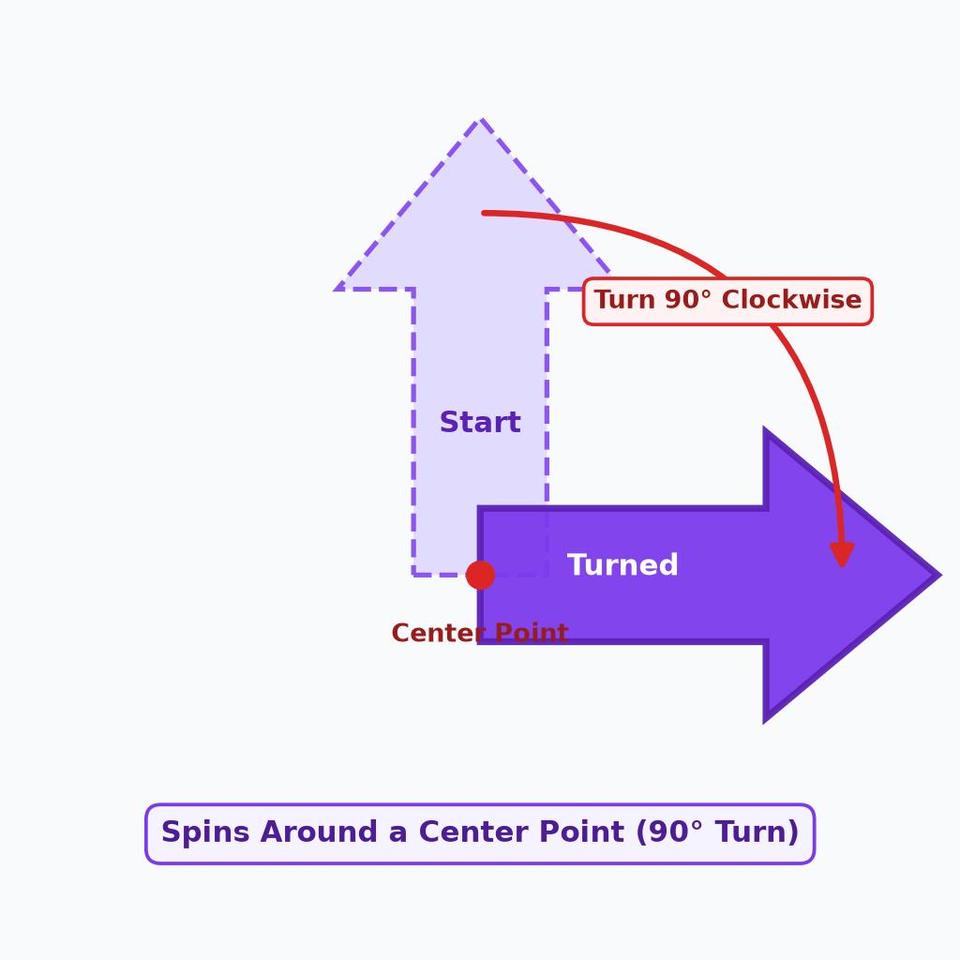 Turn 90° Clockwise
Start
Turned
Center Point
Spins Around a Center Point (90° Turn)